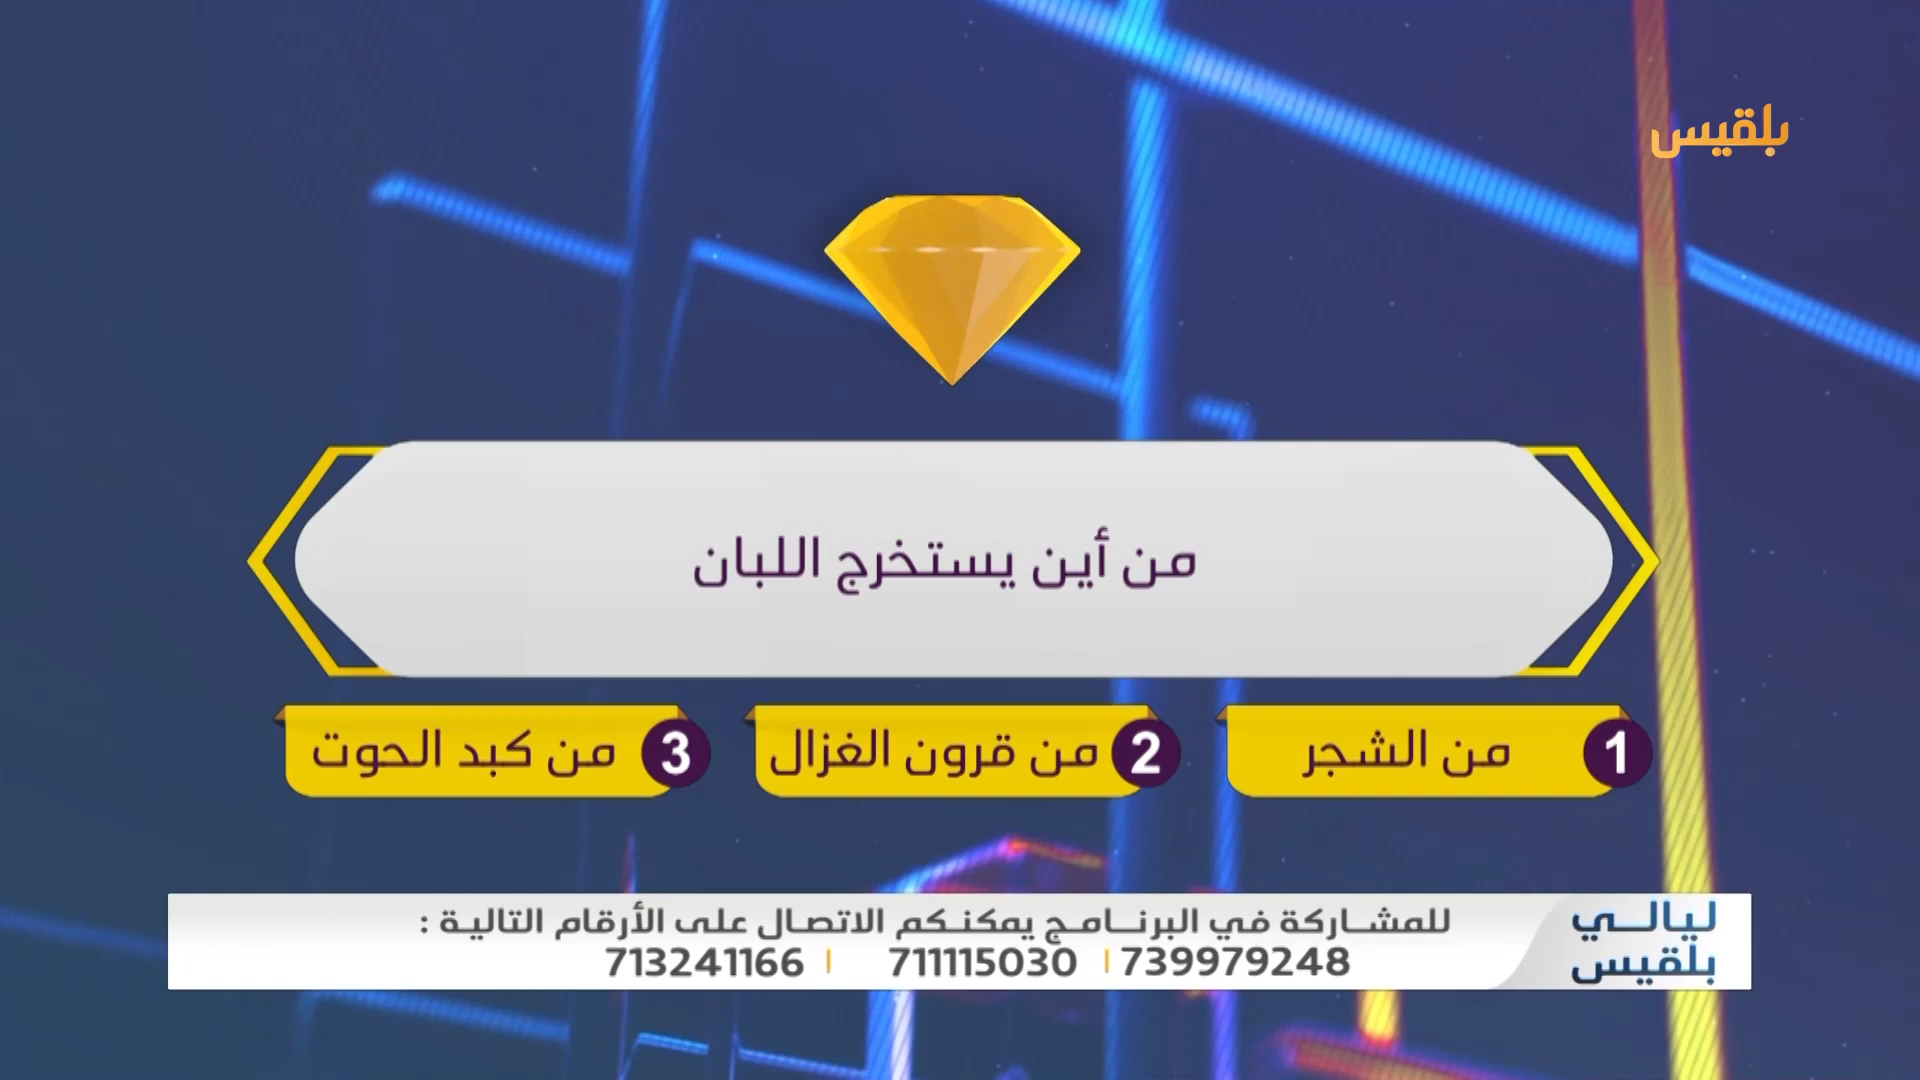 بلقيس
من أين يستخرج اللبان
1 من الشجر
2 من قرون الغزال
3 من كبد الحوت
ليالي بلقيس
للمشاركة في البرنامج يمكنكم الاتصال على الأرقام التالية :
739979248 | 711115030 | 713241166